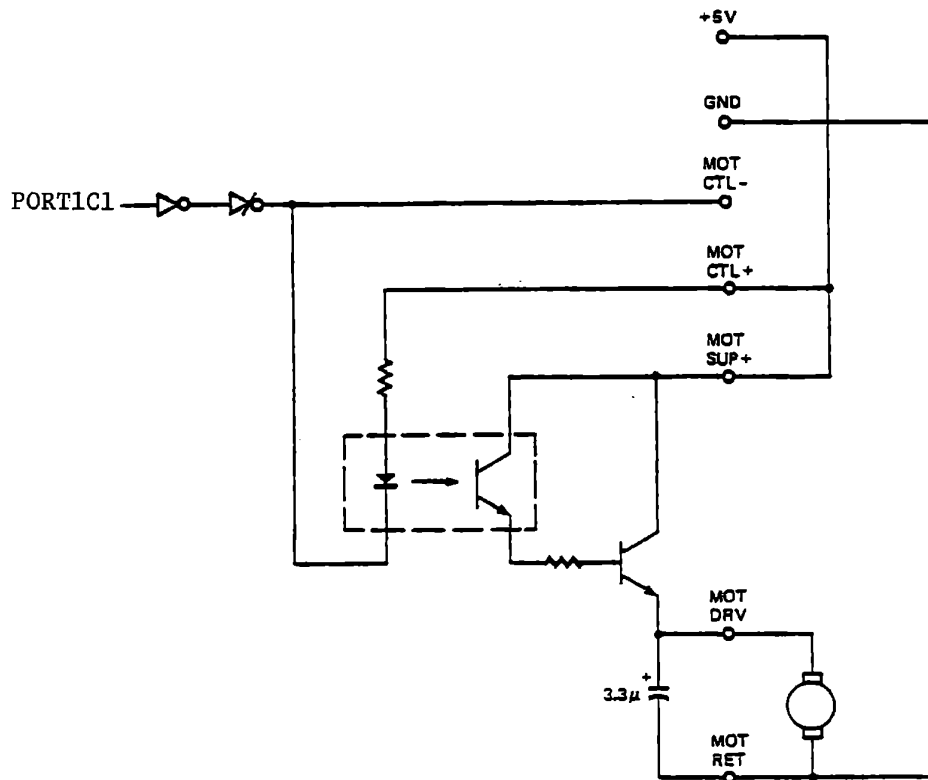 +5V
GND
MOT
CTL-
PORT1C1
MOT
CTL+
MOT
SUP+
MOT
DRV
+
3.3μ
MOT
RET